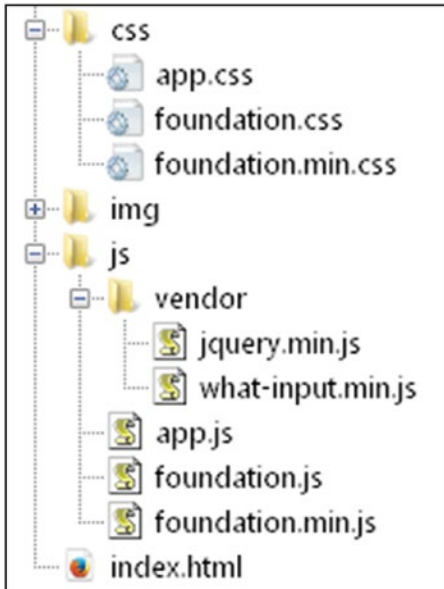 css
app.css
foundation.css
foundation.min.css
img
js
vendor
jquery.min.js
what-input.min.js
app.js
foundation.js
foundation.min.js
index.html